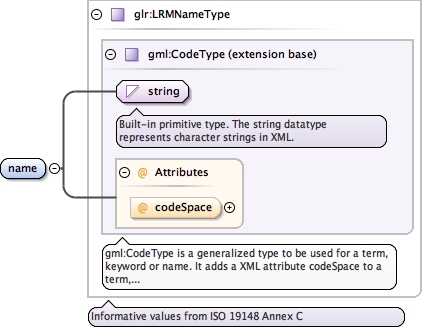 glr:LRMNameType
gml:CodeType (extension base)
string
Built-in primitive type. The string datatype
represents character strings in XML.
name
@ Attributes
@ codeSpace
gml:CodeType is a generalized type to be used for a term,
keyword or name. It adds a XML attribute codeSpace to a
term,...
Informative values from ISO 19148 Annex C